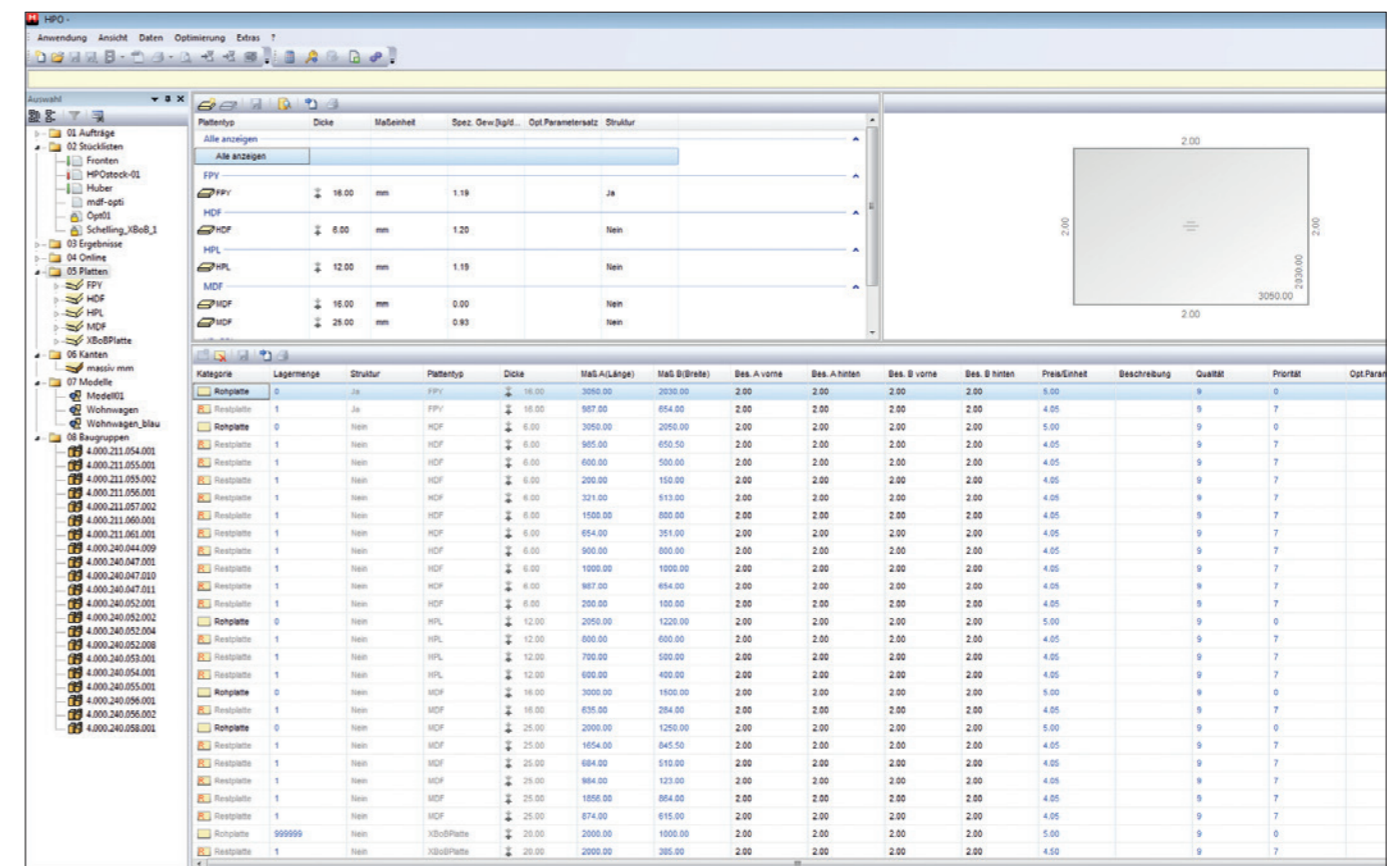 HPO -
Anwendung Ansicht Daten Optimierung Extras ?
Auswahl
01 Aufträge
02 Stücklisten
Fronten
HPOstock-01
Huber
mdf-opti
Opti01
Schelling_XBoB_1
03 Ergebnisse
04 Online
05 Platten
FPY
HDF
HPL
MDF
XBoBPlatte
06 Kanten
massiv mm
07 Modelle
Modell01
Wohnwagen
Wohnwagen_blau
08 Baugruppen
4.000.211.054.001
4.000.211.055.001
4.000.211.055.002
4.000.211.056.001
4.000.211.057.002
4.000.211.060.001
4.000.211.061.001
4.000.240.044.009
4.000.240.047.001
4.000.240.047.010
4.000.240.047.011
4.000.240.052.001
4.000.240.052.002
4.000.240.052.004
4.000.240.052.008
4.000.240.053.001
4.000.240.054.001
4.000.240.055.001
4.000.240.056.001
4.000.240.056.002
4.000.240.058.001
Plattentyp Dicke Maßeinheit Spez. Gew.[kg/d... Opt.Parametersatz Struktur
Alle anzeigen
Alle anzeigen
FPY
FPY 16.00 mm 1.19 Ja
HDF
HDF 6.00 mm 1.20 Nein
HPL
HPL 12.00 mm 1.19 Nein
MDF
MDF 16.00 mm 0.00 Nein
MDF 25.00 mm 0.93 Nein
2.00
2.00
2.00
2030.00
3050.00
2.00
Kategorie Lagermenge Struktur Plattentyp Dicke Maß A(Länge) Maß B(Breite) Bes. A vorne Bes. A hinten Bes. B vorne Bes. B hinten Preis/Einheit Beschreibung Qualität Priorität Opt.Param
Rohplatte 0 Ja FPY 16.00 3050.00 2030.00 2.00 2.00 2.00 2.00 5.00 9 0
Restplatte 1 Ja FPY 16.00 987.00 654.00 2.00 2.00 2.00 2.00 4.05 9 7
Rohplatte 0 Nein HDF 6.00 3050.00 2050.00 2.00 2.00 2.00 2.00 5.00 9 0
Restplatte 1 Nein HDF 6.00 985.00 650.50 2.00 2.00 2.00 2.00 4.05 9 7
Restplatte 1 Nein HDF 6.00 600.00 500.00 2.00 2.00 2.00 2.00 4.05 9 7
Restplatte 1 Nein HDF 6.00 200.00 150.00 2.00 2.00 2.00 2.00 4.05 9 7
Restplatte 1 Nein HDF 6.00 321.00 513.00 2.00 2.00 2.00 2.00 4.05 9 7
Restplatte 1 Nein HDF 6.00 1500.00 800.00 2.00 2.00 2.00 2.00 4.05 9 7
Restplatte 1 Nein HDF 6.00 654.00 351.00 2.00 2.00 2.00 2.00 4.05 9 7
Restplatte 1 Nein HDF 6.00 900.00 800.00 2.00 2.00 2.00 2.00 4.05 9 7
Restplatte 1 Nein HDF 6.00 1000.00 1000.00 2.00 2.00 2.00 2.00 4.05 9 7
Restplatte 1 Nein HDF 6.00 987.00 654.00 2.00 2.00 2.00 2.00 4.05 9 7
Restplatte 1 Nein HDF 6.00 200.00 100.00 2.00 2.00 2.00 2.00 4.05 9 7
Rohplatte 0 Nein HPL 12.00 2050.00 1220.00 2.00 2.00 2.00 2.00 5.00 9 0
Restplatte 1 Nein HPL 12.00 800.00 600.00 2.00 2.00 2.00 2.00 4.05 9 7
Restplatte 1 Nein HPL 12.00 700.00 500.00 2.00 2.00 2.00 2.00 4.05 9 7
Restplatte 1 Nein HPL 12.00 600.00 400.00 2.00 2.00 2.00 2.00 4.05 9 7
Rohplatte 0 Nein MDF 16.00 3000.00 1500.00 2.00 2.00 2.00 2.00 5.00 9 0
Restplatte 1 Nein MDF 16.00 635.00 284.00 2.00 2.00 2.00 2.00 4.05 9 7
Rohplatte 0 Nein MDF 25.00 2000.00 1250.00 2.00 2.00 2.00 2.00 5.00 9 0
Restplatte 1 Nein MDF 25.00 1654.00 845.50 2.00 2.00 2.00 2.00 4.05 9 7
Restplatte 1 Nein MDF 25.00 684.00 510.00 2.00 2.00 2.00 2.00 4.05 9 7
Restplatte 1 Nein MDF 25.00 984.00 123.00 2.00 2.00 2.00 2.00 4.05 9 7
Restplatte 1 Nein MDF 25.00 1856.00 864.00 2.00 2.00 2.00 2.00 4.05 9 7
Restplatte 1 Nein MDF 25.00 874.00 615.00 2.00 2.00 2.00 2.00 4.05 9 7
Rohplatte 999999 Nein XBoBPlatte 20.00 2000.00 1000.00 2.00 2.00 2.00 2.00 5.00 9 0
Restplatte 1 Nein XBoBPlatte 20.00 2000.00 385.00 2.00 2.00 2.00 2.00 4.50 9 7